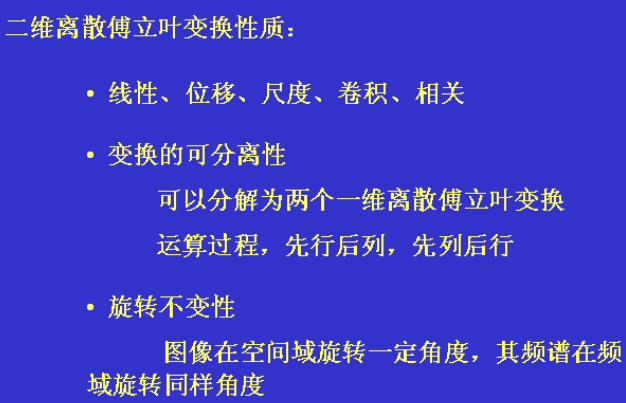 二维离散傅立叶变换性质：
• 线性、位移、尺度、卷积、相关
• 变换的可分离性
可以分解为两个一维离散傅立叶变换
运算过程，先行后列，先列后行
• 旋转不变性
图像在空间域旋转一定角度，其频谱在频
域旋转同样角度